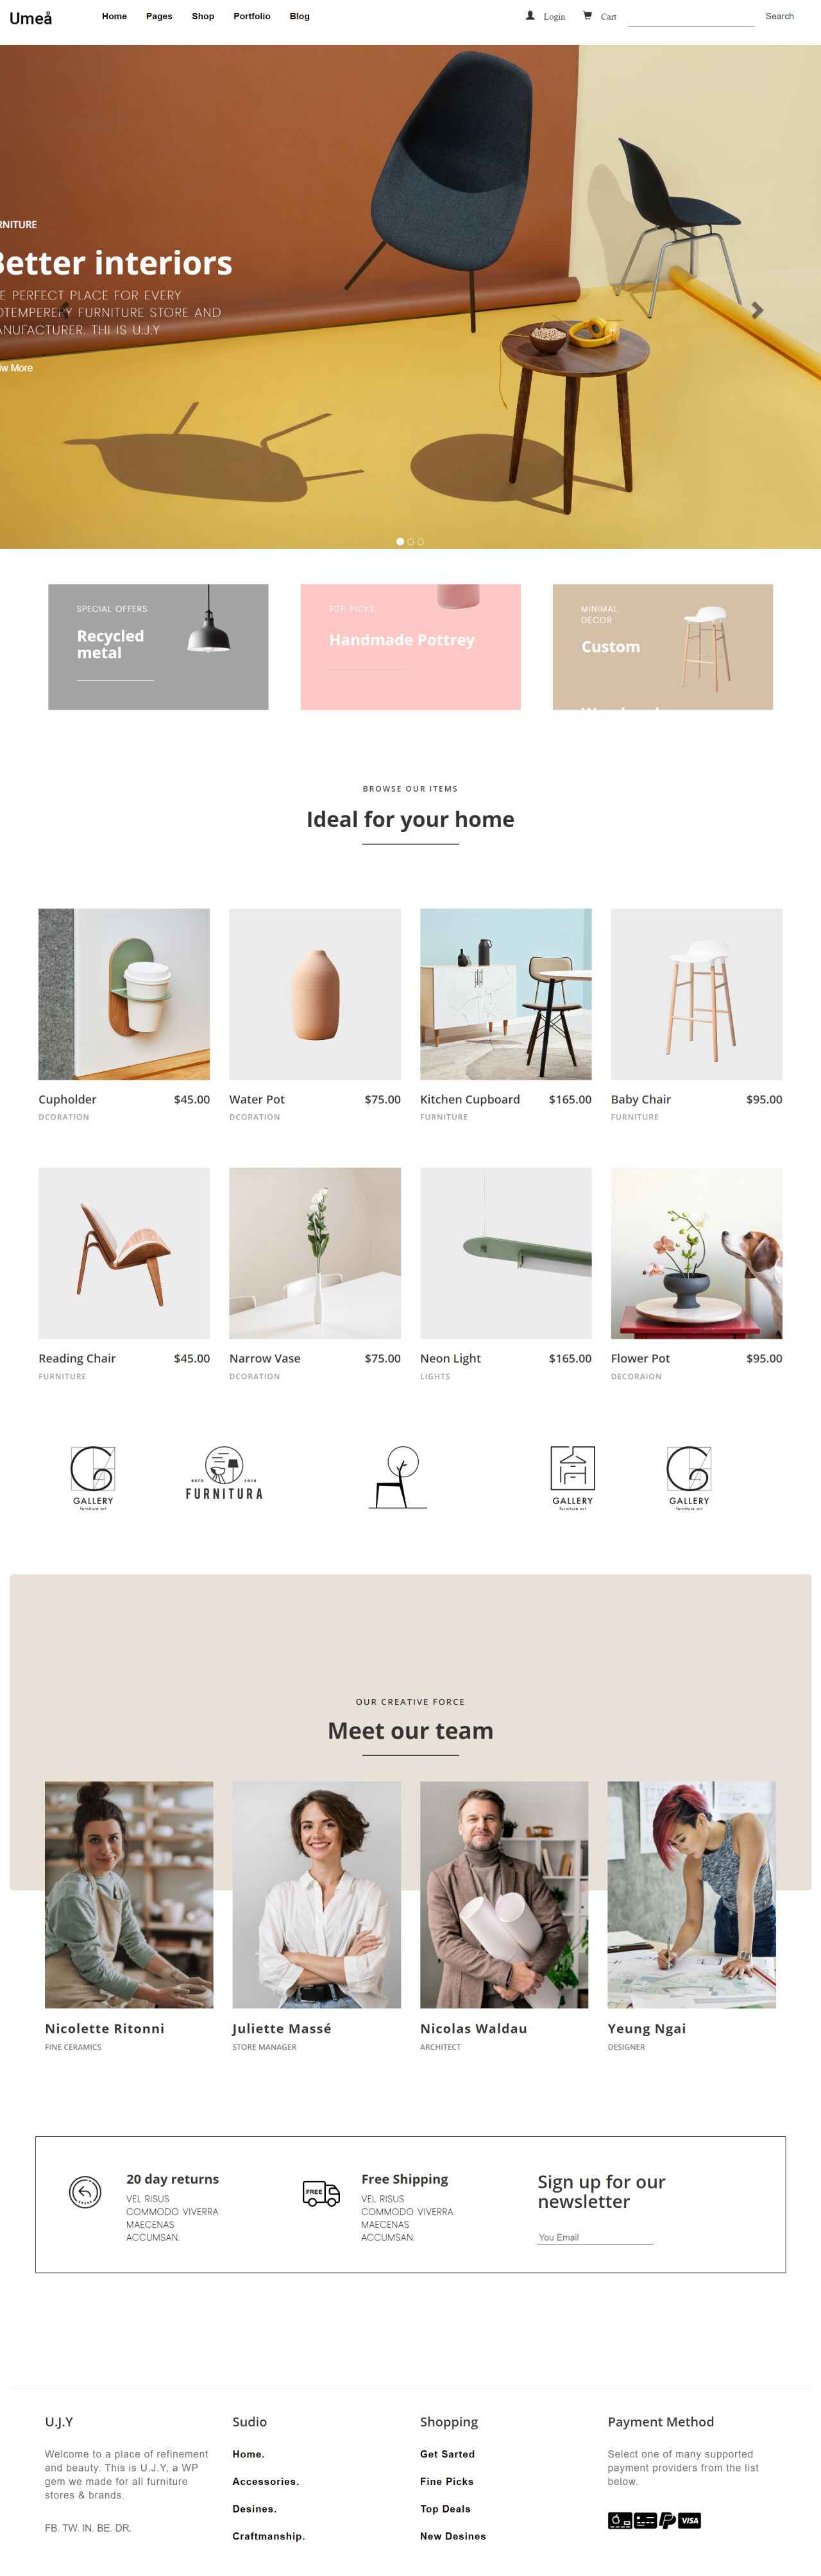 Umeå
Home Pages Shop Portfolio Blog Login Cart Search
RNITURE
Better interiors
E PERFECT PLACE FOR EVERY
OTEMPERERY FURNITURE STORE AND
ANUFACTURER. THI IS U.J.Y
iw More
SPECIAL OFFERS
Recycled
metal
TOP PICKS
Handmade Pottrey
MINIMAL
DECOR
Custom
BROWSE OUR ITEMS
Ideal for your home
Cupholder $45.00
DCORATION
Water Pot $75.00
DCORATION
Kitchen Cupboard $165.00
FURNITURE
Baby Chair $95.00
FURNITURE
Reading Chair $45.00
FURNITURE
Narrow Vase $75.00
DCORATION
Neon Light $165.00
LIGHTS
Flower Pot $95.00
DECORAION
GALLERY
furniture art
ESTD 2018
FURNITURA
GALLERY
furniture art
GALLERY
furniture art
OUR CREATIVE FORCE
Meet our team
Nicolette Ritonni
FINE CERAMICS
Juliette Massé
STORE MANAGER
Nicolas Waldau
ARCHITECT
Yeung Ngai
DESIGNER
20 day returns
VEL RISUS
COMMODO VIVERRA
MAECENAS
ACCUMSAN.
FREE
Free Shipping
VEL RISUS
COMMODO VIVERRA
MAECENAS
ACCUMSAN.
Sign up for our
newsletter
You Email
U.J.Y
Welcome to a place of refinement
and beauty. This is U.J.Y, a WP
gem we made for all furniture
stores & brands.
FB. TW. IN. BE. DR.
Sudio
Home.
Accessories.
Desines.
Craftmanship.
Shopping
Get Sarted
Fine Picks
Top Deals
New Desines
Payment Method
Select one of many supported
payment providers from the list
below.
VISA